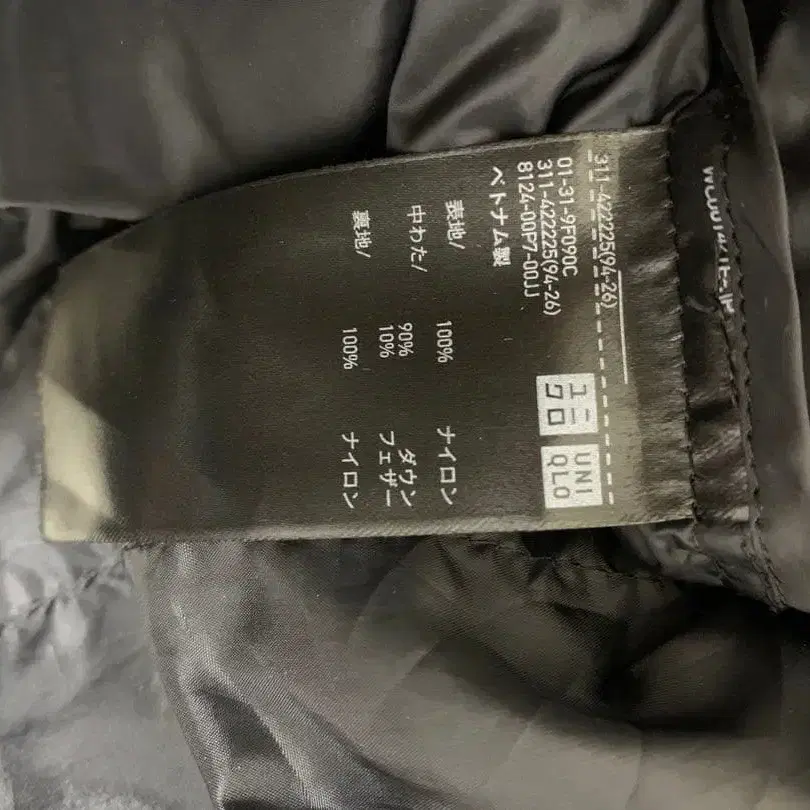 311-422225(94-26)
ユニ
クロ
UNI
QLO
01-31-9F090C
311-422225(94-26)
8124-00F7-00JJ
ベトナム製
表地/ 100% ナイロン
中わた/ 90% ダウン
10% フェザー
裏地/ 100% ナイロン